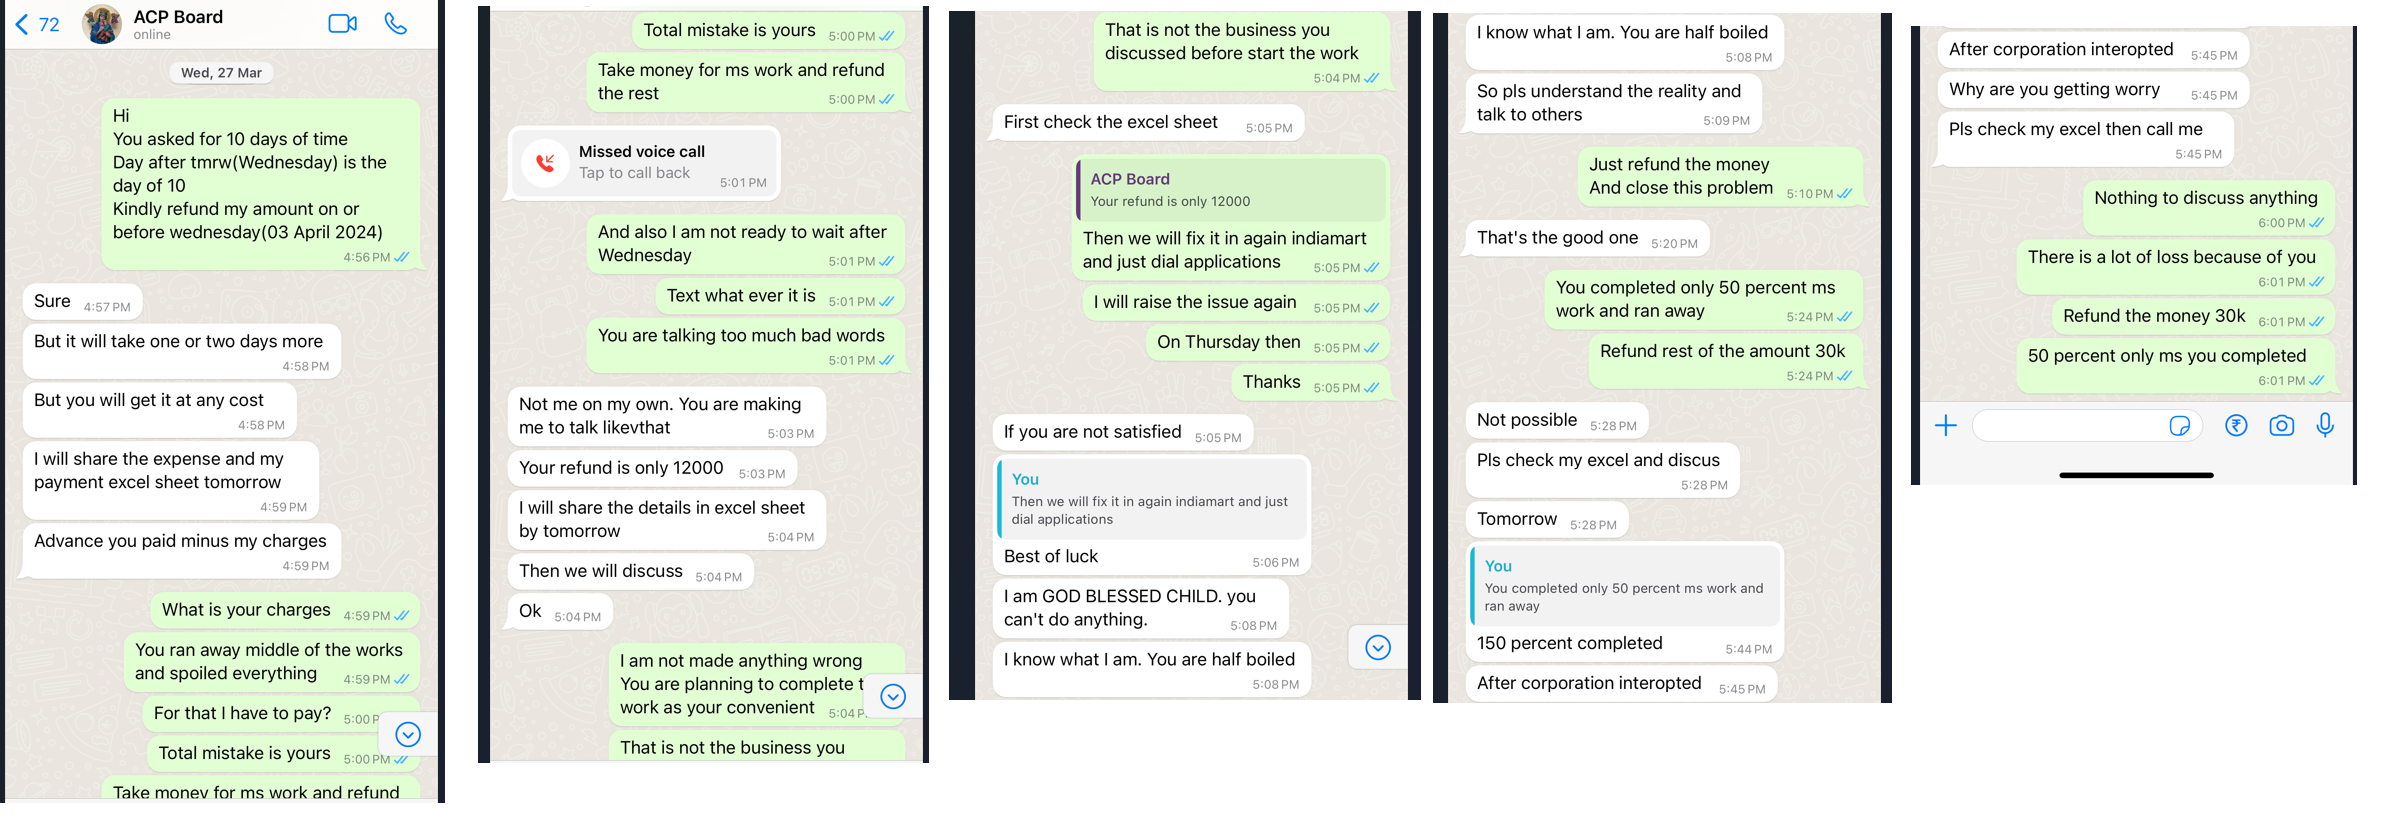 72
ACP Board
online
Wed, 27 Mar
Hi
You asked for 10 days of time
Day after tmrw(Wednesday) is the
day of 10
Kindly refund my amount on or
before wednesday(03 April 2024)
4:56 PM
Sure 4:57 PM
But it will take one or two days more
4:58 PM
But you will get it at any cost
4:58 PM
I will share the expense and my
payment excel sheet tomorrow
4:59 PM
Advance you paid minus my charges
4:59 PM
What is your charges 4:59 PM
You ran away middle of the works
and spoiled everything 4:59 PM
For that I have to pay? 5:00 P
Total mistake is yours 5:00 PM
Take money for ms work and refund
Total mistake is yours 5:00 PM
Take money for ms work and refund
the rest 5:00 PM
Missed voice call
Tap to call back 5:01 PM
And also I am not ready to wait after
Wednesday 5:01 PM
Text what ever it is 5:01 PM
You are talking too much bad words
5:01 PM
Not me on my own. You are making
me to talk likevthat 5:03 PM
Your refund is only 12000 5:03 PM
I will share the details in excel sheet
by tomorrow 5:04 PM
Then we will discuss 5:04 PM
Ok 5:04 PM
I am not made anything wrong
You are planning to complete t
work as your convenient 5:04 P
That is not the business you
That is not the business you
discussed before start the work
5:04 PM
First check the excel sheet 5:05 PM
ACP Board
Your refund is only 12000
Then we will fix it in again indiamart
and just dial applications 5:05 PM
I will raise the issue again 5:05 PM
On Thursday then 5:05 PM
Thanks 5:05 PM
If you are not satisfied 5:05 PM
You
Then we will fix it in again indiamart and just
dial applications
Best of luck 5:06 PM
I am GOD BLESSED CHILD. you
can't do anything. 5:08 PM
I know what I am. You are half boiled
5:08 PM
I know what I am. You are half boiled
5:08 PM
So pls understand the reality and
talk to others 5:09 PM
Just refund the money
And close this problem 5:10 PM
That's the good one 5:20 PM
You completed only 50 percent ms
work and ran away 5:24 PM
Refund rest of the amount 30k
5:24 PM
Not possible 5:28 PM
Pls check my excel and discus
5:28 PM
Tomorrow 5:28 PM
You
You completed only 50 percent ms work and
ran away
150 percent completed 5:44 PM
After corporation interopted 5:45 PM
After corporation interopted 5:45 PM
Why are you getting worry 5:45 PM
Pls check my excel then call me
5:45 PM
Nothing to discuss anything
6:00 PM
There is a lot of loss because of you
6:01 PM
Refund the money 30k 6:01 PM
50 percent only ms you completed
6:01 PM
₹